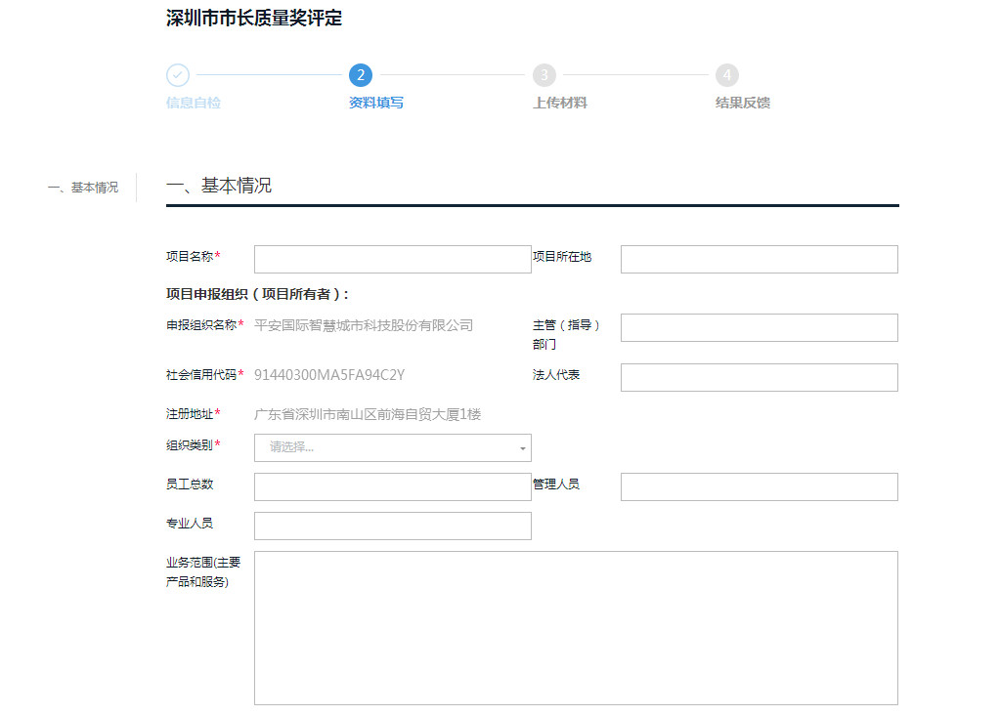 深圳市市长质量奖评定
2 3 4
信息自检 资料填写 上传材料 结果反馈
一、基本情况 一、基本情况
项目名称* 项目所在地
项目申报组织（项目所有者）:
申报组织名称* 平安国际智慧城市科技股份有限公司 主管（指导）
部门
社会信用代码* 91440300MA5FA94C2Y 法人代表
注册地址* 广东省深圳市南山区前海自贸大厦1楼
组织类别* 请选择...
员工总数 管理人员
专业人员
业务范围(主要
产品和服务)